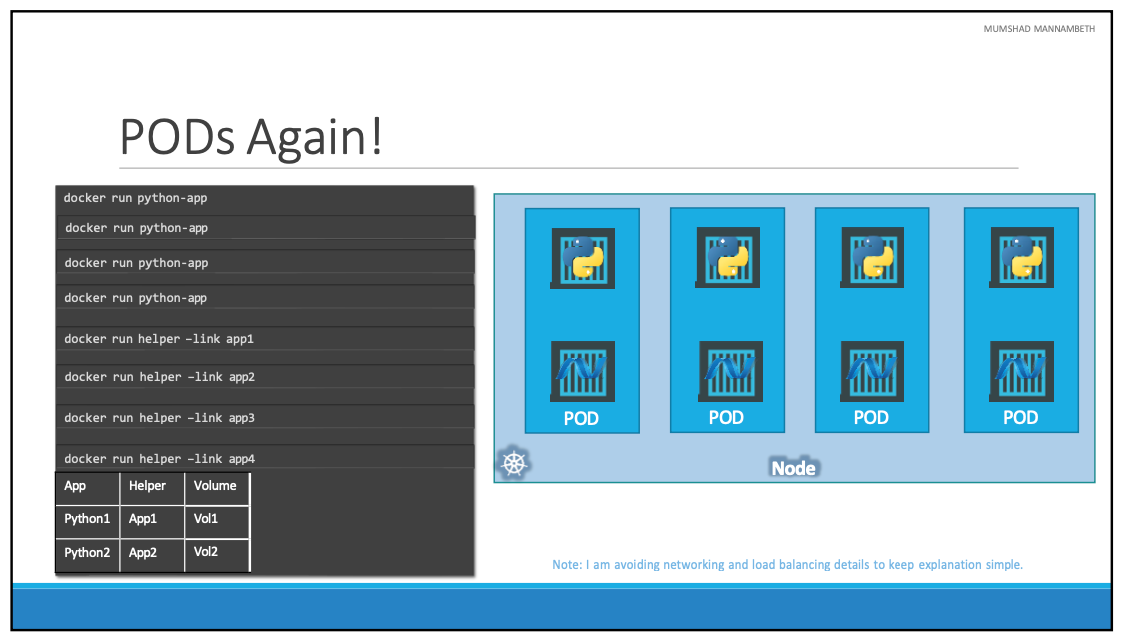 MUMSHAD MANNAMBETH
PODs Again!
docker run python-app
docker run python-app
docker run python-app
docker run python-app
docker run helper –link app1
docker run helper –link app2
docker run helper –link app3
docker run helper –link app4
App Helper Volume
Python1 App1 Vol1
Python2 App2 Vol2
POD POD POD POD
Node
Note: I am avoiding networking and load balancing details to keep explanation simple.